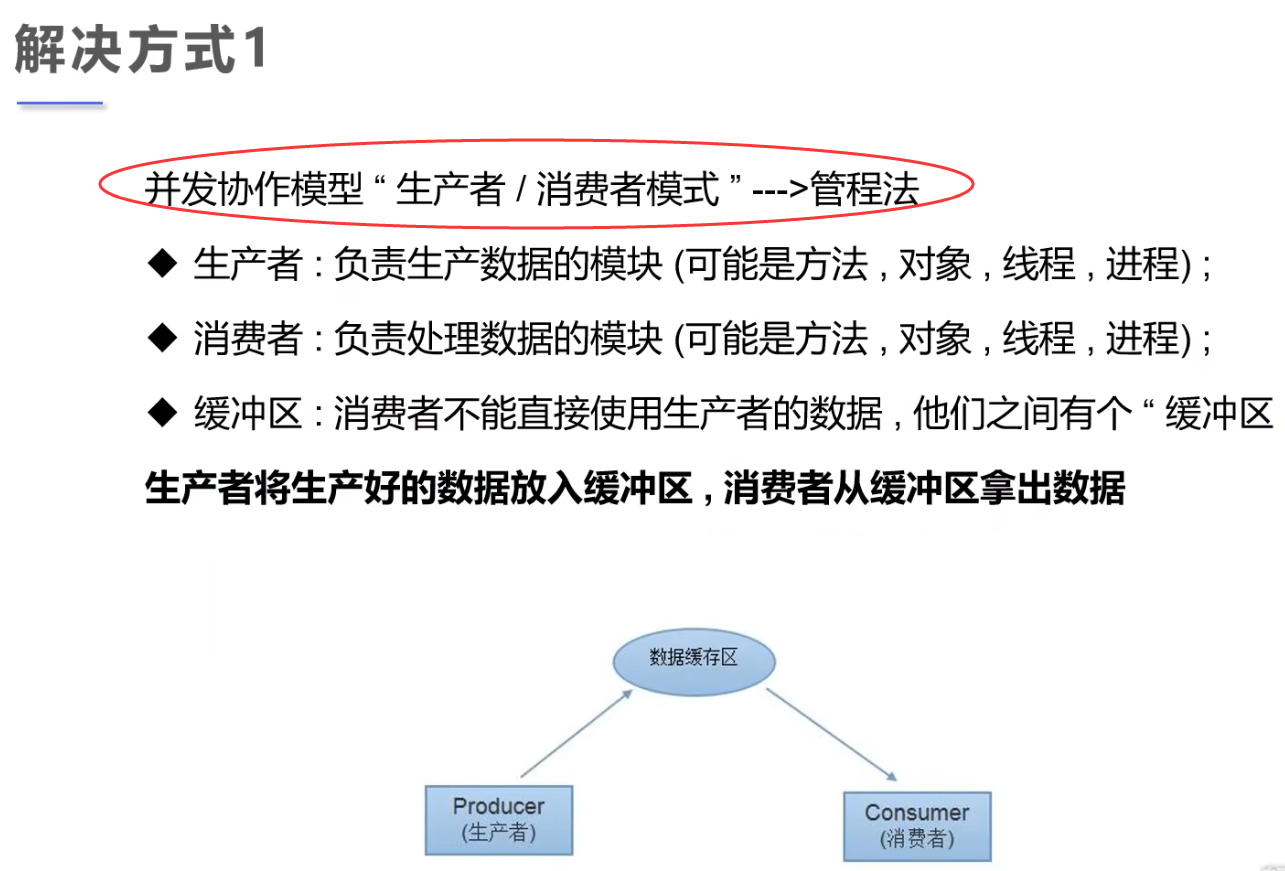 解决方式1
并发协作模型 “ 生产者 / 消费者模式 ” --->管程法
◆ 生产者 : 负责生产数据的模块 (可能是方法 , 对象 , 线程 , 进程) ;
◆ 消费者 : 负责处理数据的模块 (可能是方法 , 对象 , 线程 , 进程) ;
◆ 缓冲区 : 消费者不能直接使用生产者的数据 , 他们之间有个 “ 缓冲区
生产者将生产好的数据放入缓冲区 , 消费者从缓冲区拿出数据
数据缓存区
Producer
(生产者)
Consumer
(消费者)